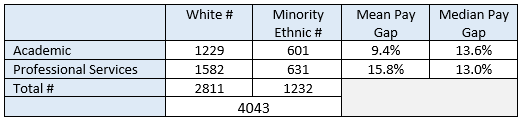 White # Minority Ethnic # Mean Pay Gap Median Pay Gap
Academic 1229 601 9.4% 13.6%
Professional Services 1582 631 15.8% 13.0%
Total # 2811 1232
4043